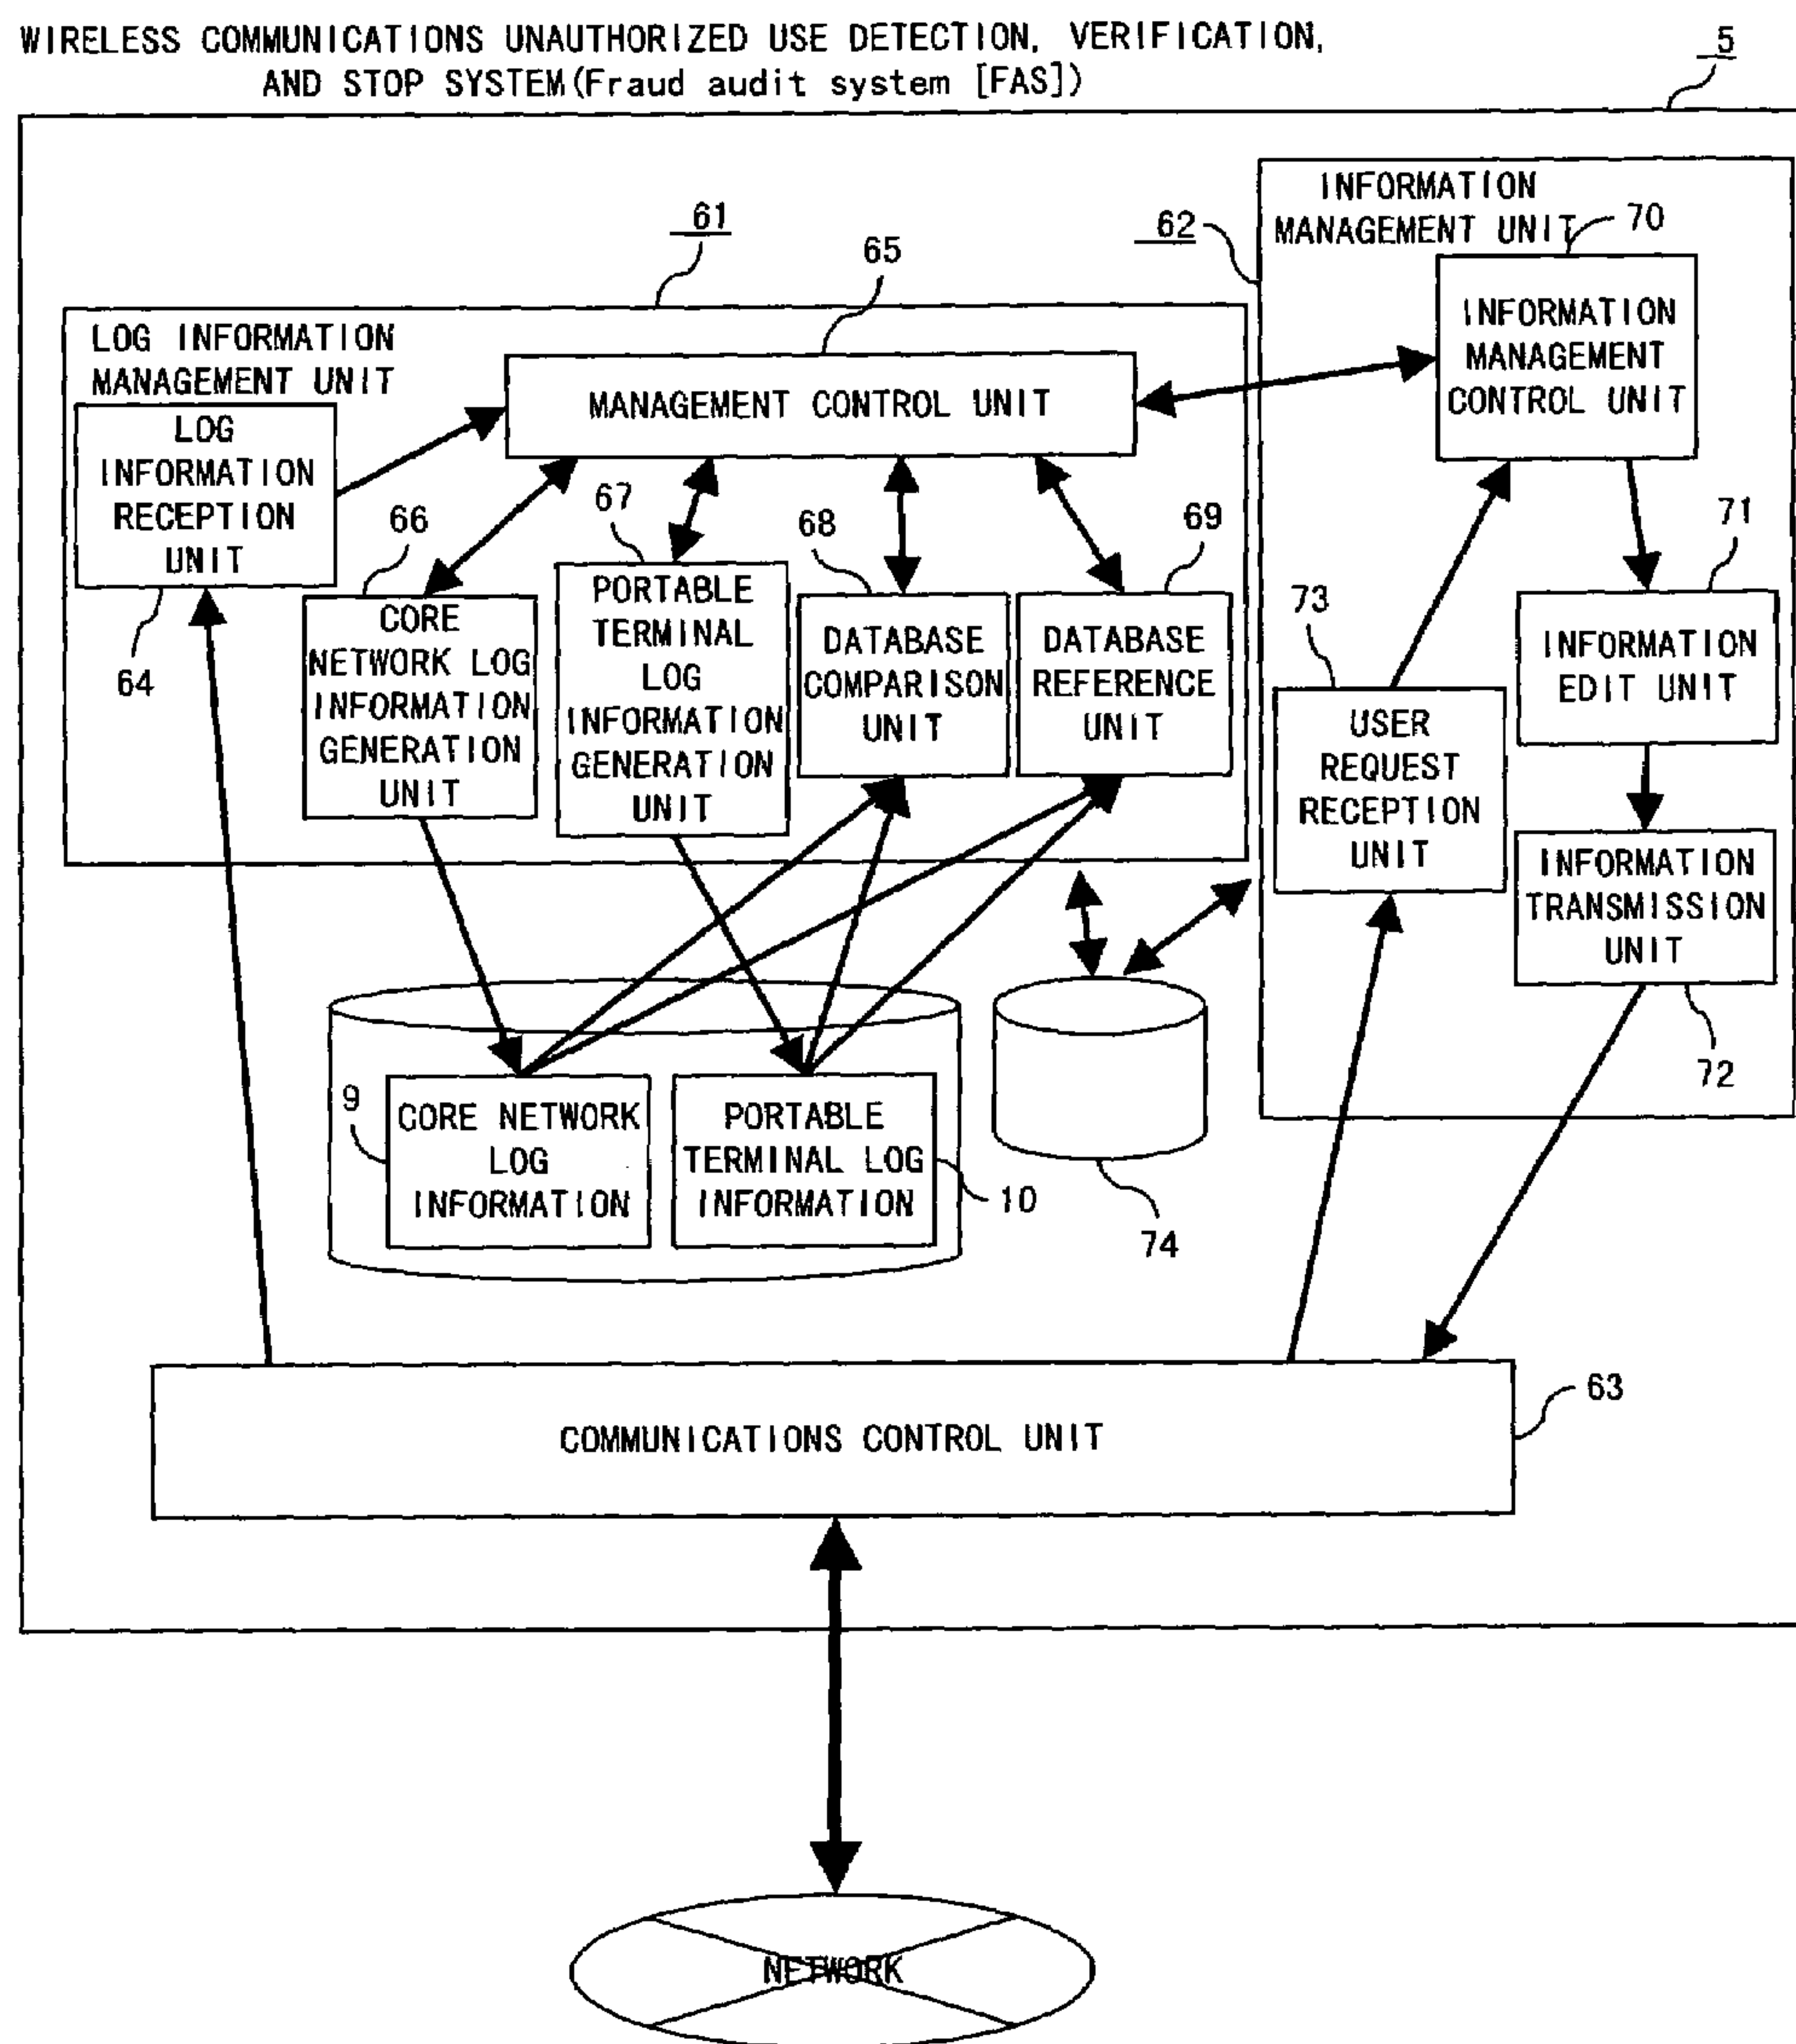 WIRELESS COMMUNICATIONS UNAUTHORIZED USE DETECTION, VERIFICATION,
AND STOP SYSTEM(Fraud audit system [FAS])
5
61
65
62
INFORMATION
MANAGEMENT UNIT
70
LOG INFORMATION
MANAGEMENT UNIT
MANAGEMENT CONTROL UNIT
INFORMATION
MANAGEMENT
CONTROL UNIT
LOG
INFORMATION
RECEPTION
UNIT
64
66
67
68
69
71
73
CORE
NETWORK LOG
INFORMATION
GENERATION
UNIT
PORTABLE
TERMINAL
LOG
INFORMATION
GENERATION
UNIT
DATABASE
COMPARISON
UNIT
DATABASE
REFERENCE
UNIT
INFORMATION
EDIT UNIT
USER
REQUEST
RECEPTION
UNIT
INFORMATION
TRANSMISSION
UNIT
72
9
CORE NETWORK
LOG
INFORMATION
PORTABLE
TERMINAL LOG
INFORMATION
10
74
63
COMMUNICATIONS CONTROL UNIT
NETWORK